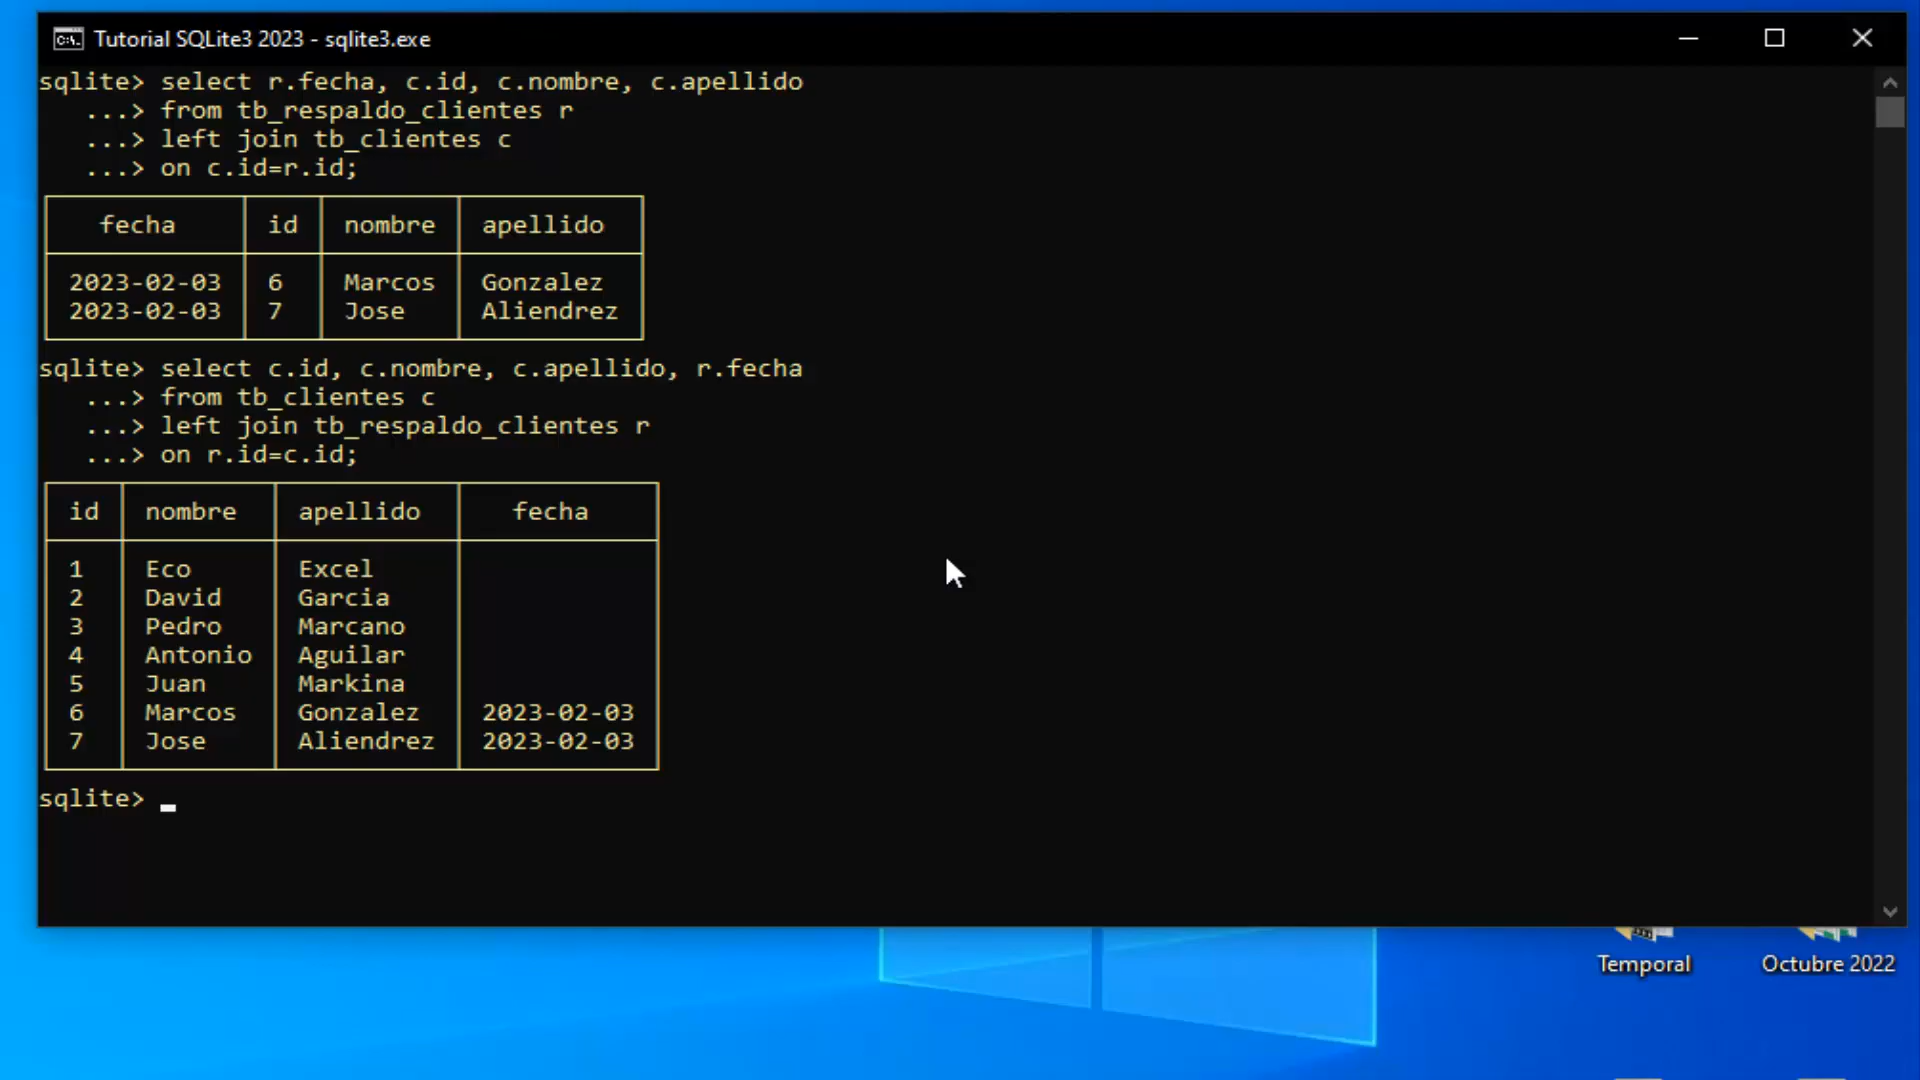 Tutorial SQLite3 2023 - sqlite3.exe
sqlite> select r.fecha, c.id, c.nombre, c.apellido
...> from tb_respaldo_clientes r
...> left join tb_clientes c
...> on c.id=r.id;
fecha id nombre apellido
2023-02-03 6 Marcos Gonzalez
2023-02-03 7 Jose Aliendrez
sqlite> select c.id, c.nombre, c.apellido, r.fecha
...> from tb_clientes c
...> left join tb_respaldo_clientes r
...> on r.id=c.id;
id nombre apellido fecha
1 Eco Excel
2 David Garcia
3 Pedro Marcano
4 Antonio Aguilar
5 Juan Markina
6 Marcos Gonzalez 2023-02-03
7 Jose Aliendrez 2023-02-03
sqlite>
Temporal Octubre 2022